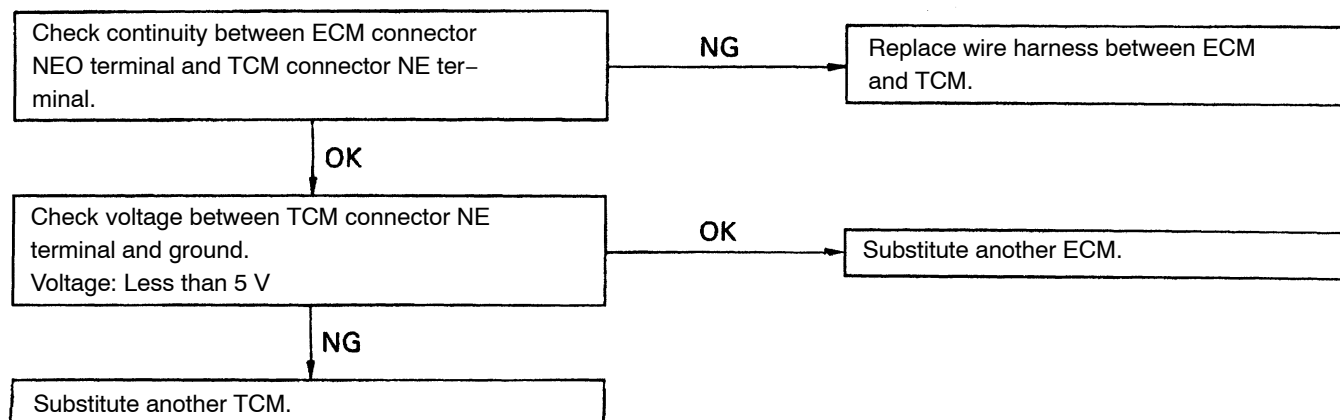 Check continuity between ECM connector
NEO terminal and TCM connector NE ter–
minal.
NG
Replace wire harness between ECM
and TCM.
OK
Check voltage between TCM connector NE
terminal and ground.
Voltage: Less than 5 V
OK
Substitute another ECM.
NG
Substitute another TCM.